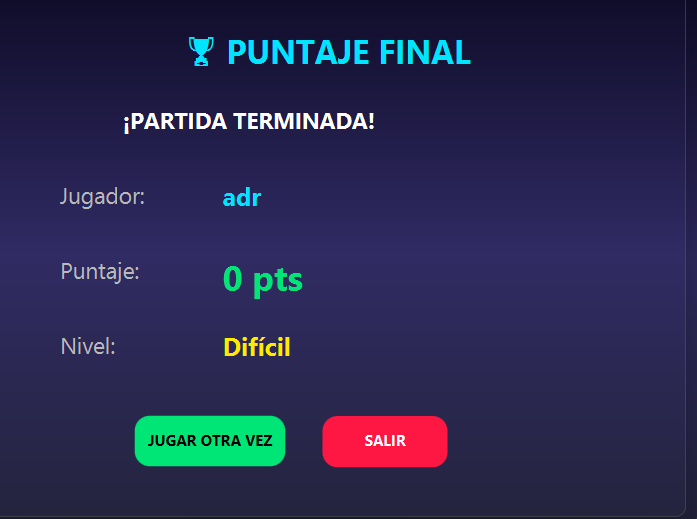 🏆 PUNTAJE FINAL
¡PARTIDA TERMINADA!
Jugador: adr
Puntaje: 0 pts
Nivel: Difícil
JUGAR OTRA VEZ SALIR